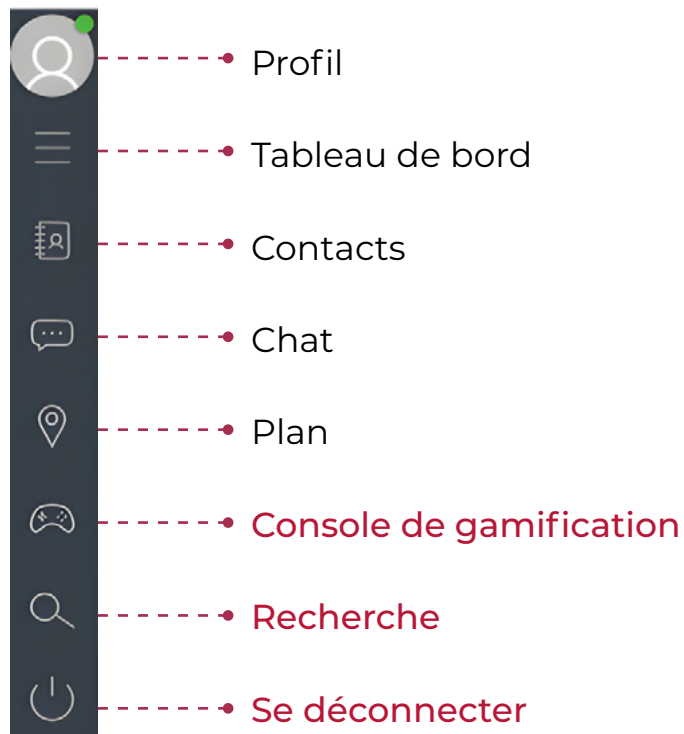 Profil
Tableau de bord
Contacts
Chat
Plan
Console de gamification
Recherche
Se déconnecter